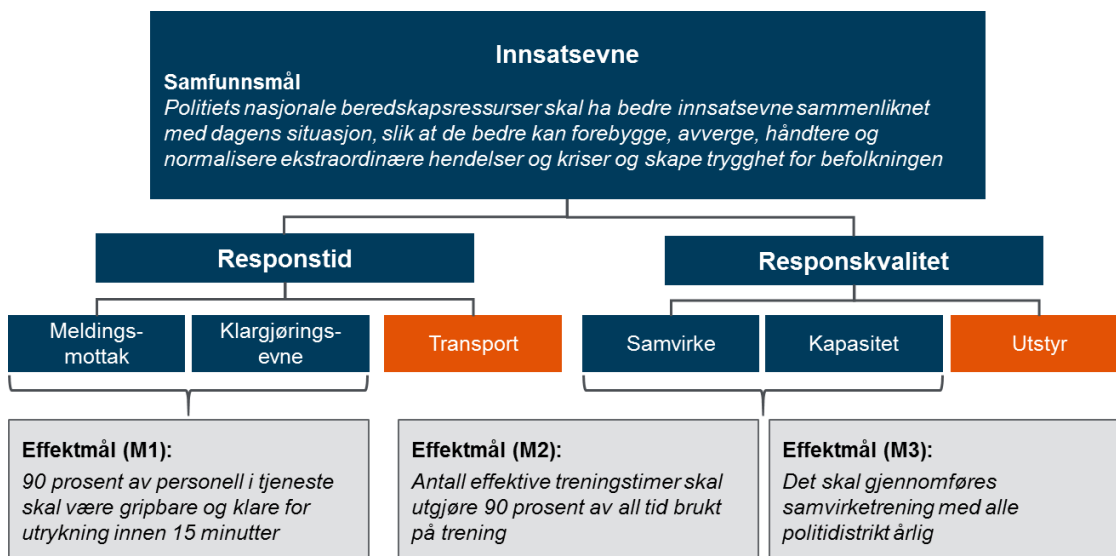 Innsatsevne
Samfunnsmål
Politiets nasjonale beredskapsressurser skal ha bedre innsatsevne sammenliknet
med dagens situasjon, slik at de bedre kan forebygge, avverge, håndtere og
normalisere ekstraordinære hendelser og kriser og skape trygghet for befolkningen
Responstid
Responskvalitet
Meldings-
mottak
Klargjørings-
evne
Transport
Samvirke
Kapasitet
Utstyr
Effektmål (M1):
90 prosent av personell i tjeneste
skal være gripbare og klare for
utrykning innen 15 minutter
Effektmål (M2):
Antall effektive treningstimer skal
utgjøre 90 prosent av all tid brukt
på trening
Effektmål (M3):
Det skal gjennomføres
samvirketrening med alle
politidistrikt årlig